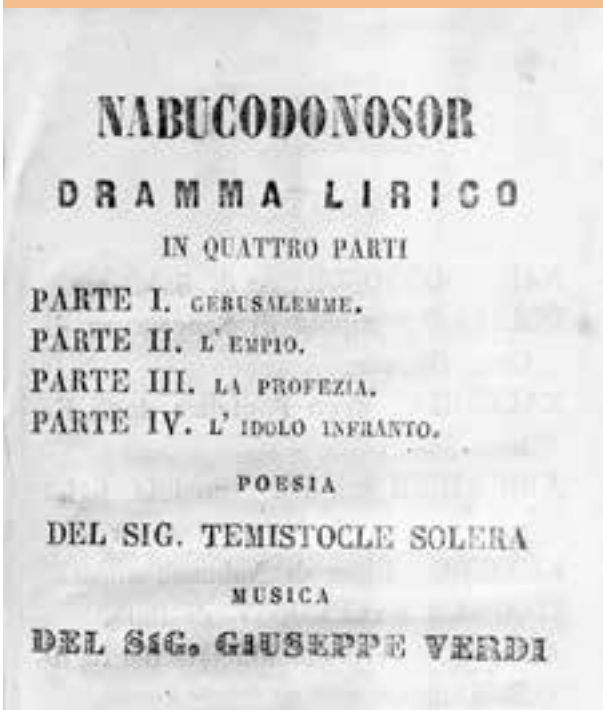 NABUCODONOSOR
DRAMMA LIRICO
IN QUATTRO PARTI
PARTE I. GERUSALEMME.
PARTE II. L'EMPIO.
PARTE III. LA PROFEZIA.
PARTE IV. L'IDOLO INFRANTO.
POESIA
DEL SIG. TEMISTOCLE SOLERA
MUSICA
DEL SIG. GIUSEPPE VERDI